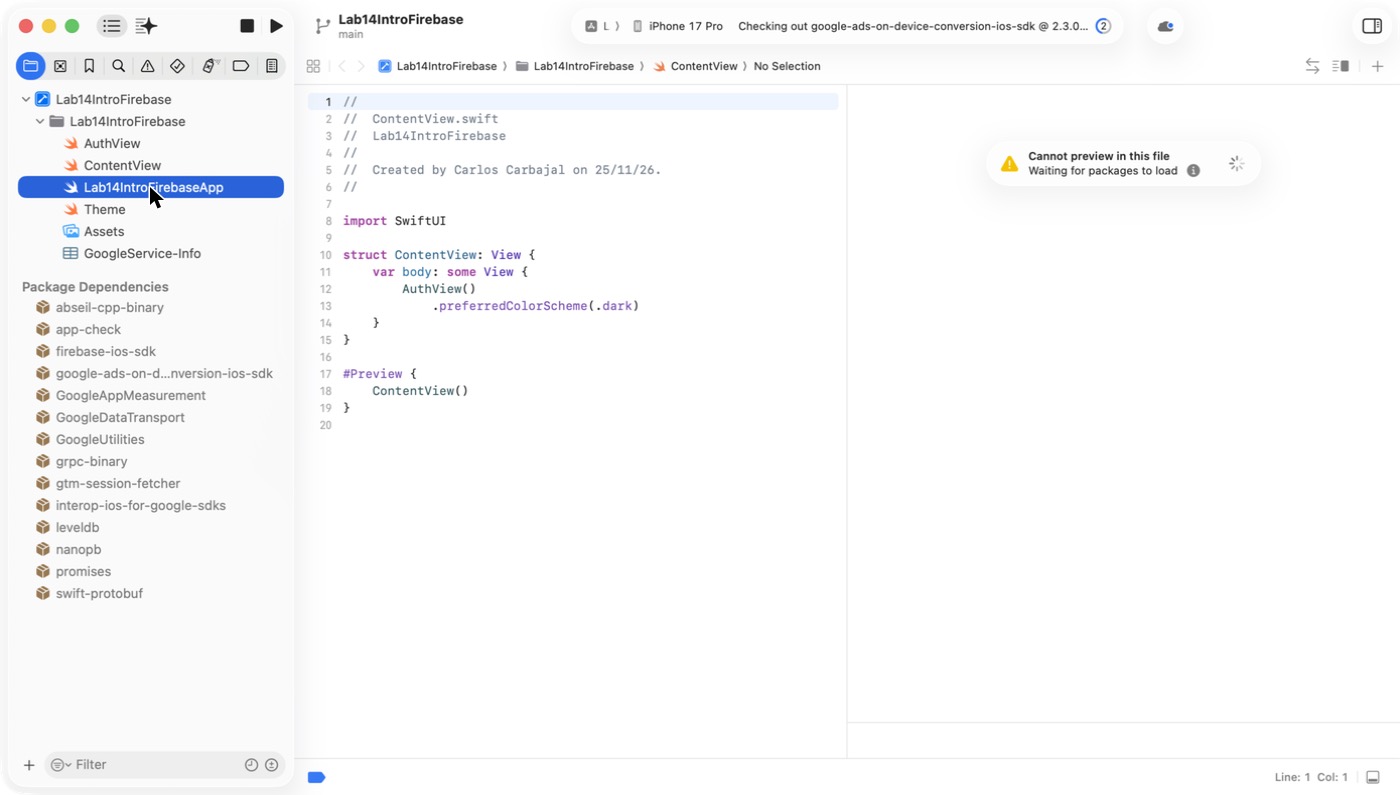 Lab14IntroFirebase
main
L
iPhone 17 Pro
Checking out google-ads-on-device-conversion-ios-sdk @ 2.3.0...
2
Lab14IntroFirebase
Lab14IntroFirebase
AuthView
ContentView
Lab14IntroFirebaseApp
Theme
Assets
GoogleService-Info
Package Dependencies
abseil-cpp-binary
app-check
firebase-ios-sdk
google-ads-on-d...nversion-ios-sdk
GoogleAppMeasurement
GoogleDataTransport
GoogleUtilities
grpc-binary
gtm-session-fetcher
interop-ios-for-google-sdks
leveldb
nanopb
promises
swift-protobuf
Filter
Lab14IntroFirebase 〉 Lab14IntroFirebase 〉 ContentView 〉 No Selection
1 //
2 //  ContentView.swift
3 //  Lab14IntroFirebase
4 //
5 //  Created by Carlos Carbajal on 25/11/26.
6 //
7
8 import SwiftUI
9
10 struct ContentView: View {
11     var body: some View {
12         AuthView()
13             .preferredColorScheme(.dark)
14     }
15 }
16
17 #Preview {
18     ContentView()
19 }
20
Cannot preview in this file
Waiting for packages to load
Line: 1 Col: 1